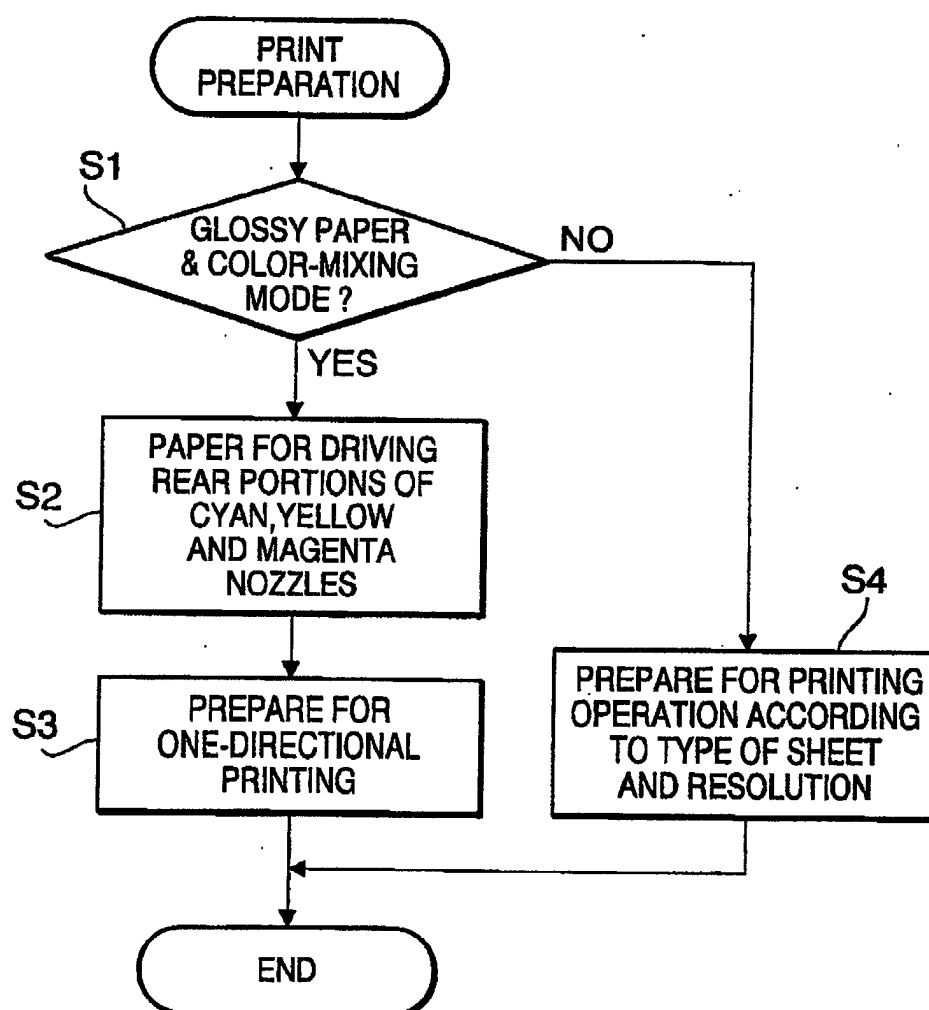 PRINT
PREPARATION
S1
GLOSSY PAPER
& COLOR-MIXING
MODE ?
NO
YES
S2
PAPER FOR DRIVING
REAR PORTIONS OF
CYAN, YELLOW
AND MAGENTA
NOZZLES
S3
PREPARE FOR
ONE-DIRECTIONAL
PRINTING
S4
PREPARE FOR PRINTING
OPERATION ACCORDING
TO TYPE OF SHEET
AND RESOLUTION
END